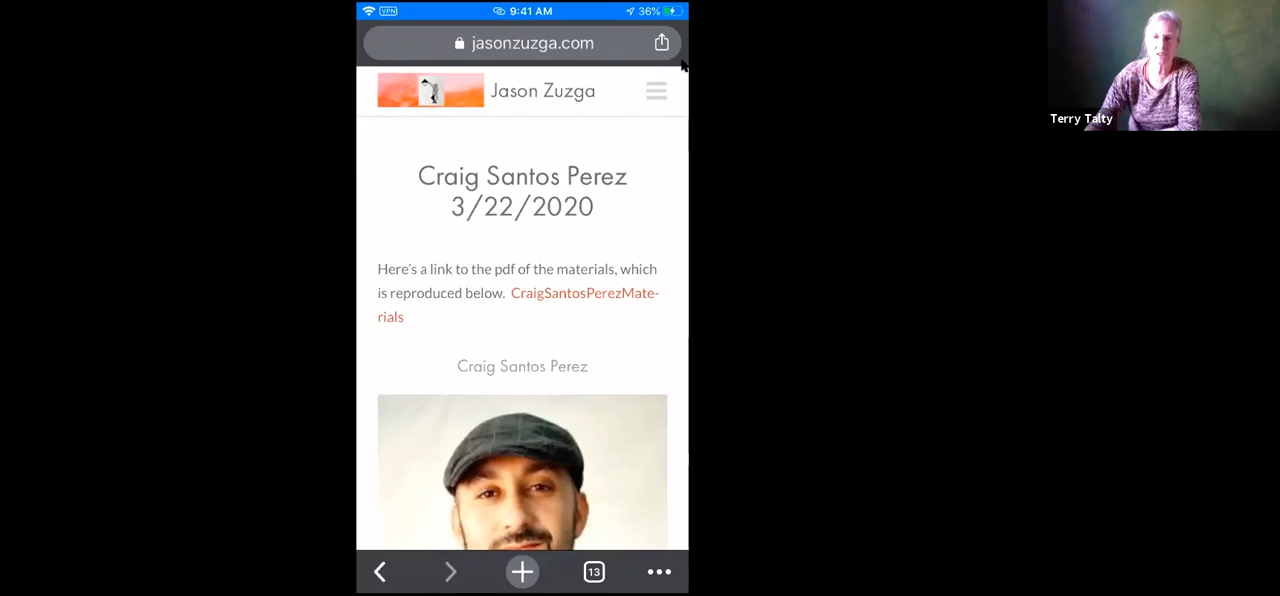 VPN 9:41 AM 36%
jasonzuzga.com
Jason Zuzga
Craig Santos Perez
3/22/2020
Here's a link to the pdf of the materials, which
is reproduced below. CraigSantosPerezMate-
rials
Craig Santos Perez
13
Terry Talty